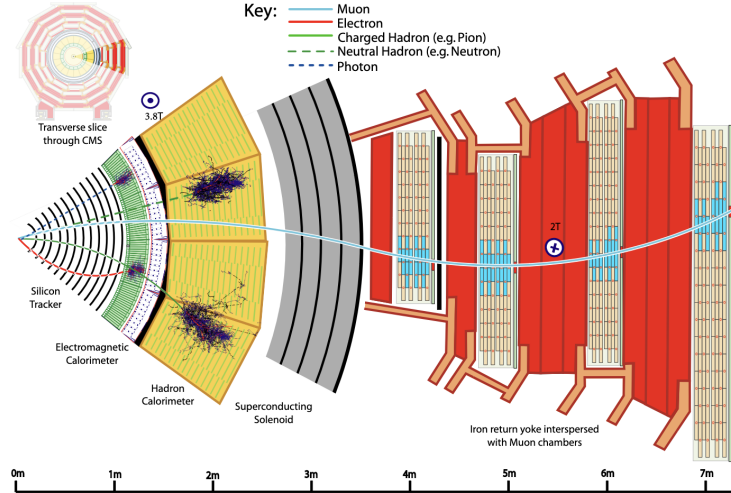 Key:
Muon
Electron
Charged Hadron (e.g. Pion)
Neutral Hadron (e.g. Neutron)
Photon
Transverse slice
through CMS
3.8T
2T
Silicon
Tracker
Electromagnetic
Calorimeter
Hadron
Calorimeter
Superconducting
Solenoid
Iron return yoke interspersed
with Muon chambers
0m
1m
2m
3m
4m
5m
6m
7m